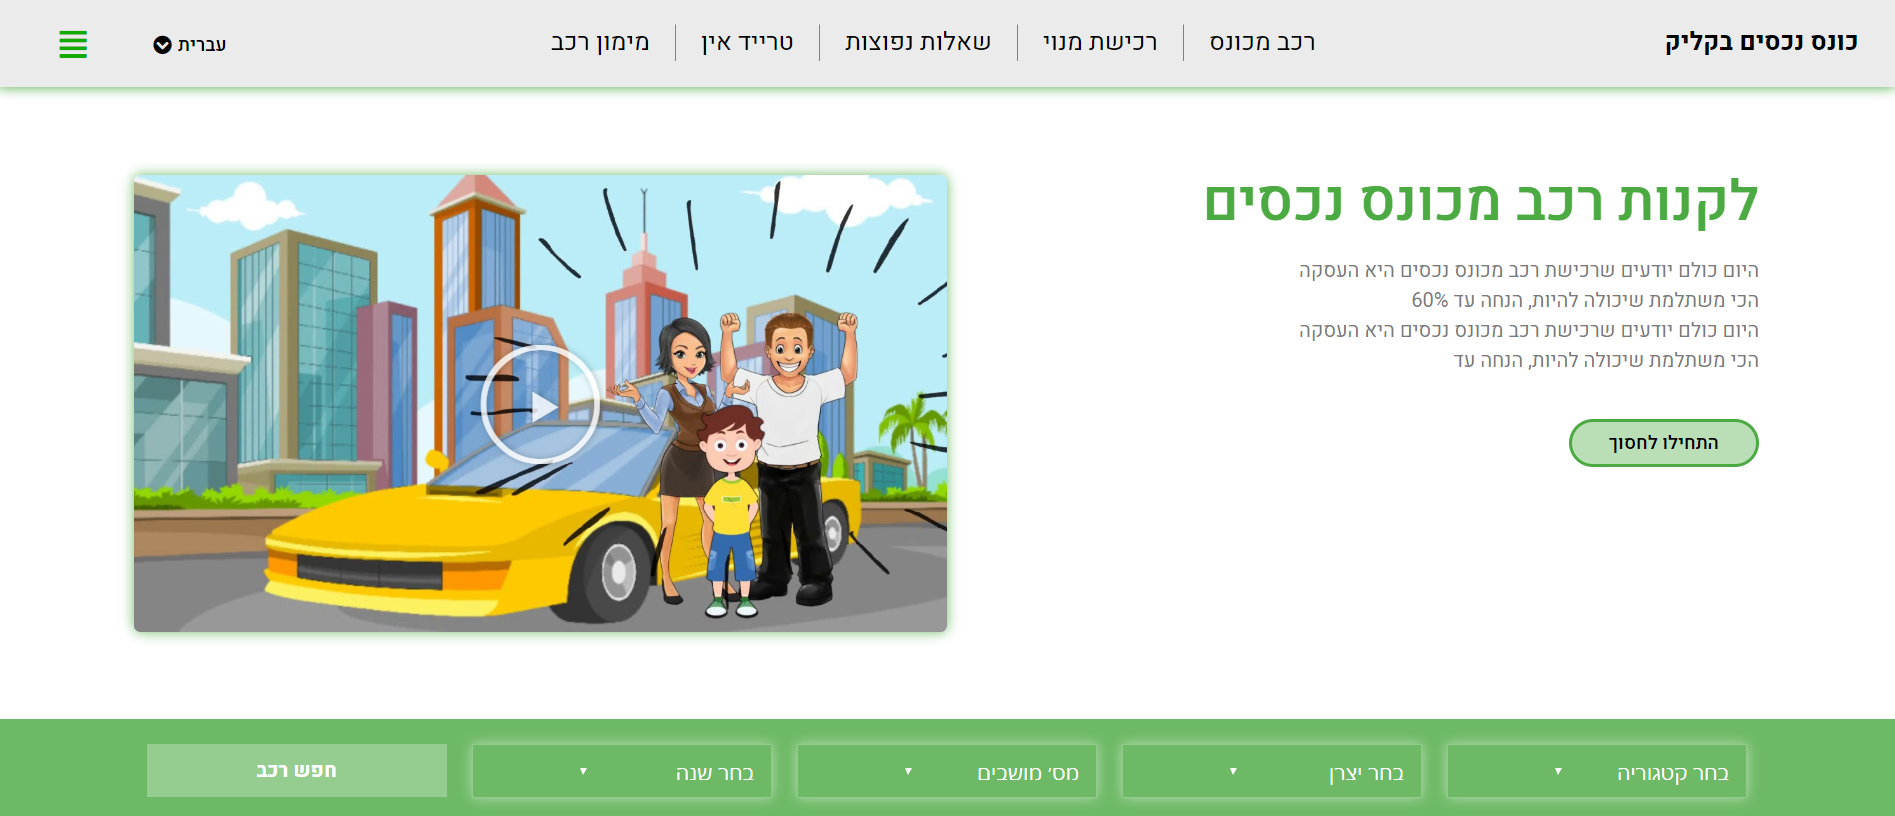 כונס נכסים בקליק
רכב מכונס
רכישת מנוי
שאלות נפוצות
טרייד אין
מימון רכב
עברית
לקנות רכב מכונס נכסים
היום כולם יודעים שרכישת רכב מכונס נכסים היא העסקה
הכי משתלמת שיכולה להיות, הנחה עד 60%
היום כולם יודעים שרכישת רכב מכונס נכסים היא העסקה
הכי משתלמת שיכולה להיות, הנחה עד
התחילו לחסוך
בחר קטגוריה
בחר יצרן
מס' מושבים
בחר שנה
חפש רכב